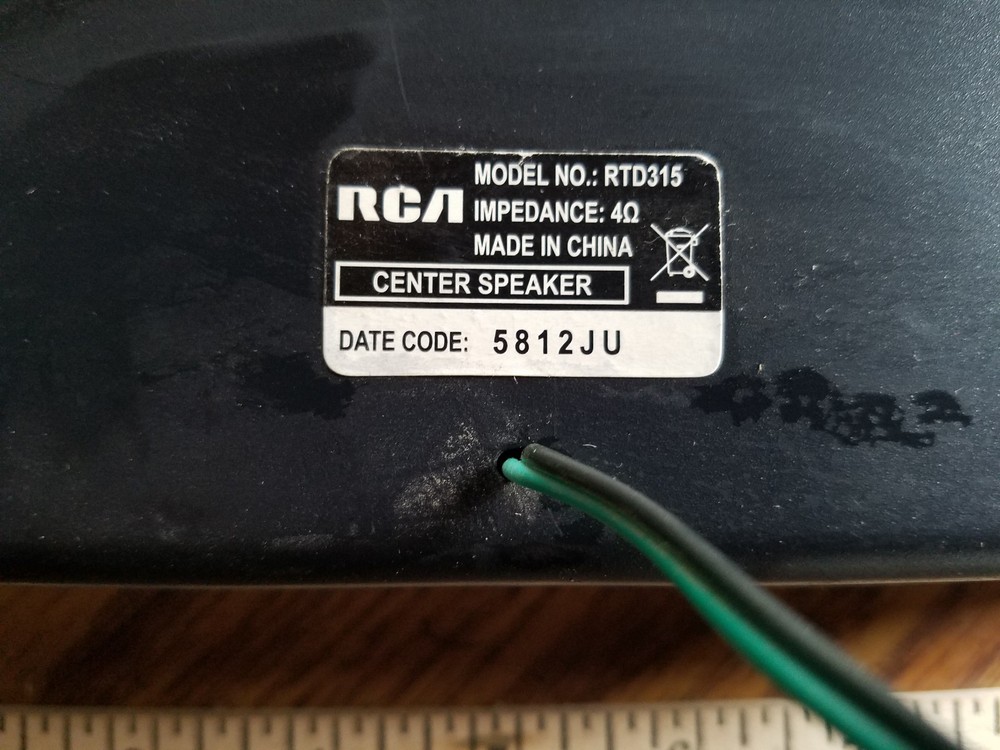 RCA
MODEL NO.: RTD315
IMPEDANCE: 4Ω
MADE IN CHINA
CENTER SPEAKER
DATE CODE: 5812JU